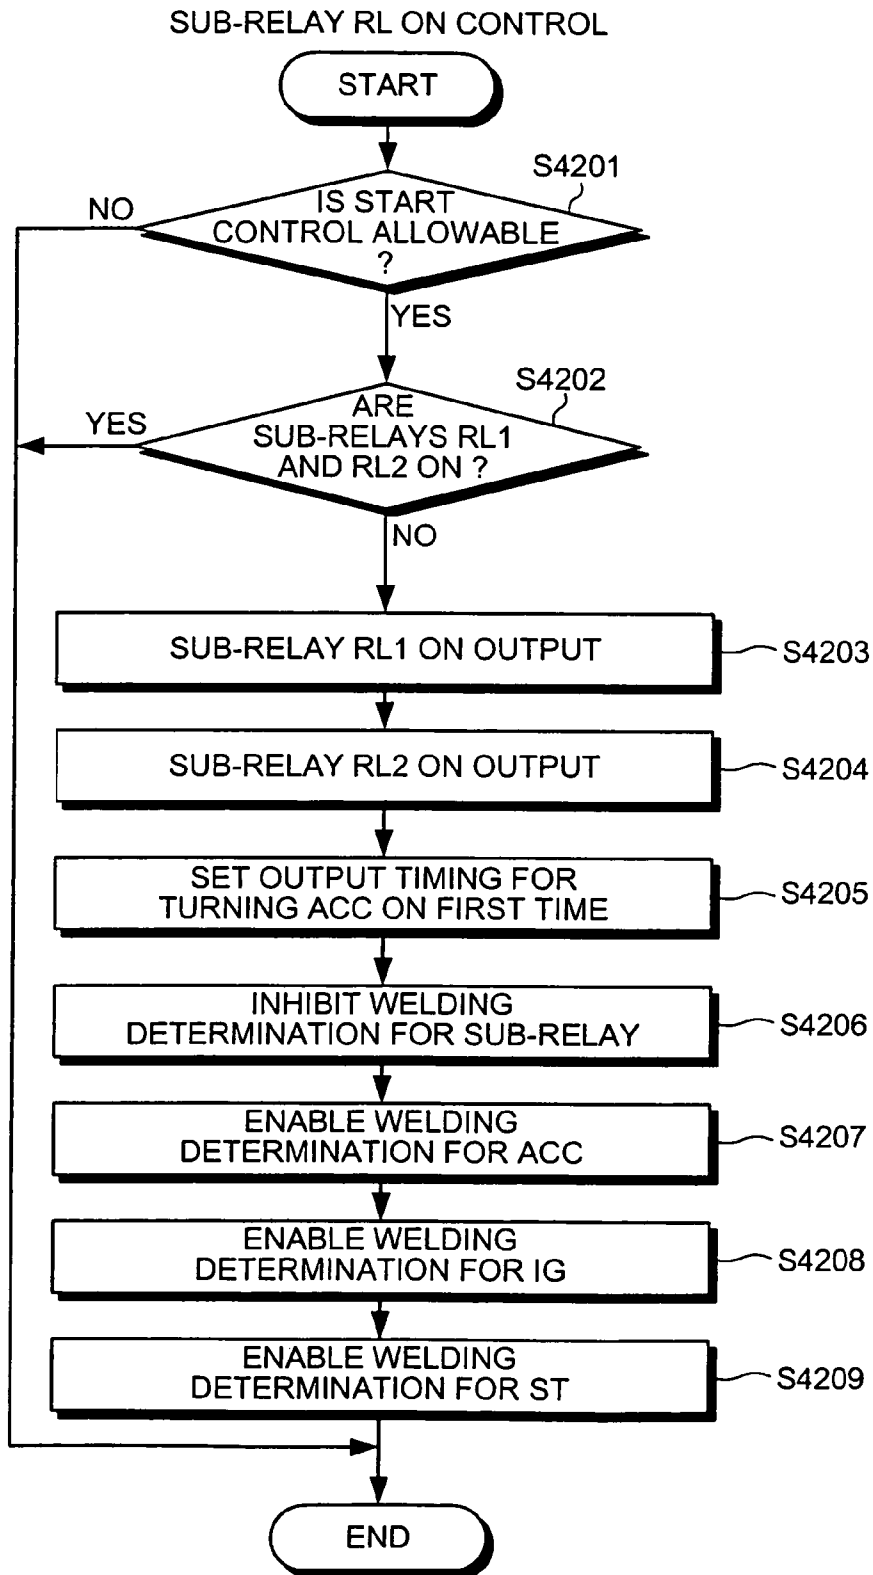 SUB-RELAY RL ON CONTROL
START
S4201
NO
IS START
CONTROL ALLOWABLE
?
YES
S4202
YES
ARE
SUB-RELAYS RL1
AND RL2 ON ?
NO
SUB-RELAY RL1 ON OUTPUT
S4203
SUB-RELAY RL2 ON OUTPUT
S4204
SET OUTPUT TIMING FOR
TURNING ACC ON FIRST TIME
S4205
INHIBIT WELDING
DETERMINATION FOR SUB-RELAY
S4206
ENABLE WELDING
DETERMINATION FOR ACC
S4207
ENABLE WELDING
DETERMINATION FOR IG
S4208
ENABLE WELDING
DETERMINATION FOR ST
S4209
END